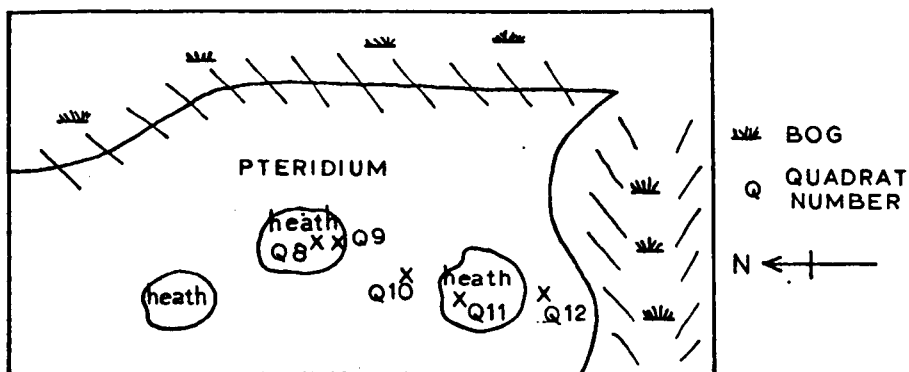 PTERIDIUM
heath
Q8
Q9
heath
Q10
heath
Q11
Q12
BOG
Q QUADRAT
NUMBER
N